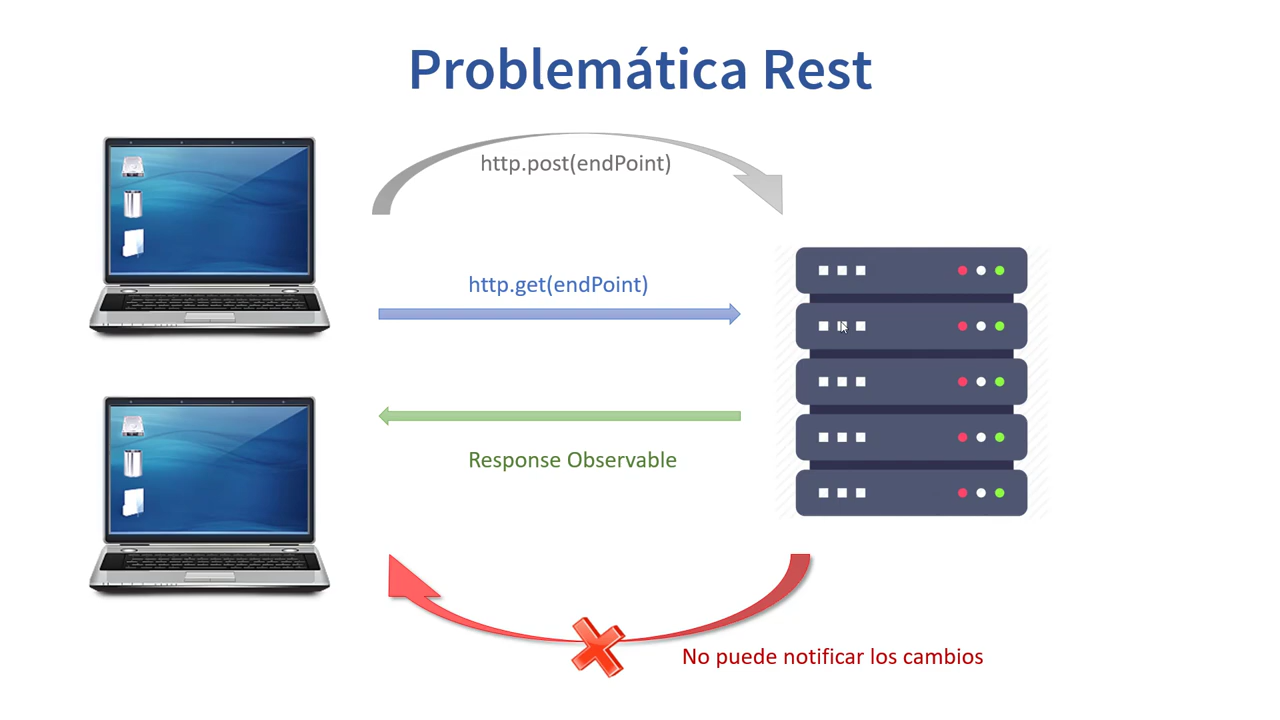 Problemática Rest
http.post(endPoint)
http.get(endPoint)
Response Observable
No puede notificar los cambios